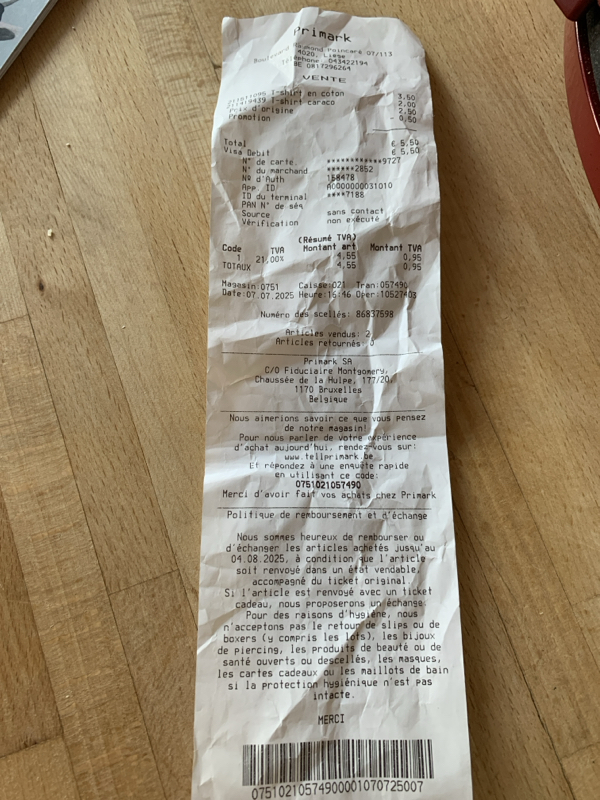 Primark
Boulevard Raymond Poincaré 07/113
4020, Liège
Téléphone 043422194
BE 0817296264
VENTE
T-shirt en coton 3,50
T-shirt caraco 2,00
Prix d'origine 2,50
Promotion - 0,50
Total € 5,50
Visa Debit € 5,50
N° de carte ************9727
N° du marchand ******2852
Nº d'Auth 158478
App. ID A0000000031010
ID du terminal ****7188
PAN N° de séq
Source sans contact
Vérification non exécuté
(Résumé TVA)
Code TVA Montant art Montant TVA
1 21,00% 4,55 0,95
TOTAUX 4,55 0,95
Magasin:0751 Caisse:021 Tran:057490
Date:07.07.2025 Heure:16:46 Oper:10527403
Numéro des scellés: 86837598
Articles vendus: 2
Articles retournés: 0
Primark SA
C/O Fiduciaire Montgomery,
Chaussée de la Hulpe, 177/20,
1170 Bruxelles
Belgique
Nous aimerions savoir ce que vous pensez
de notre magasin!
Pour nous parler de votre expérience
d'achat aujourd'hui, rendez-vous sur:
www.tellprimark.be
Et répondez à une enquête rapide
en utilisant ce code:
0751021057490
Merci d'avoir fait vos achats chez Primark
Politique de remboursement et d'échange
Nous sommes heureux de rembourser ou
d'échanger les articles achetés jusqu'au
04.08.2025, à condition que l'article
soit renvoyé dans un état vendable,
accompagné du ticket original.
Si l'article est renvoyé avec un ticket
cadeau, nous proposerons un échange.
Pour des raisons d'hygiène, nous
n'acceptons pas le retour de slips ou de
boxers (y compris les lots), les bijoux
de piercing, les produits de beauté ou de
santé ouverts ou descellés, les masques,
les cartes cadeaux ou les maillots de bain
si la protection hygiénique n'est pas
intacte.
MERCI
07510210574900001070725007